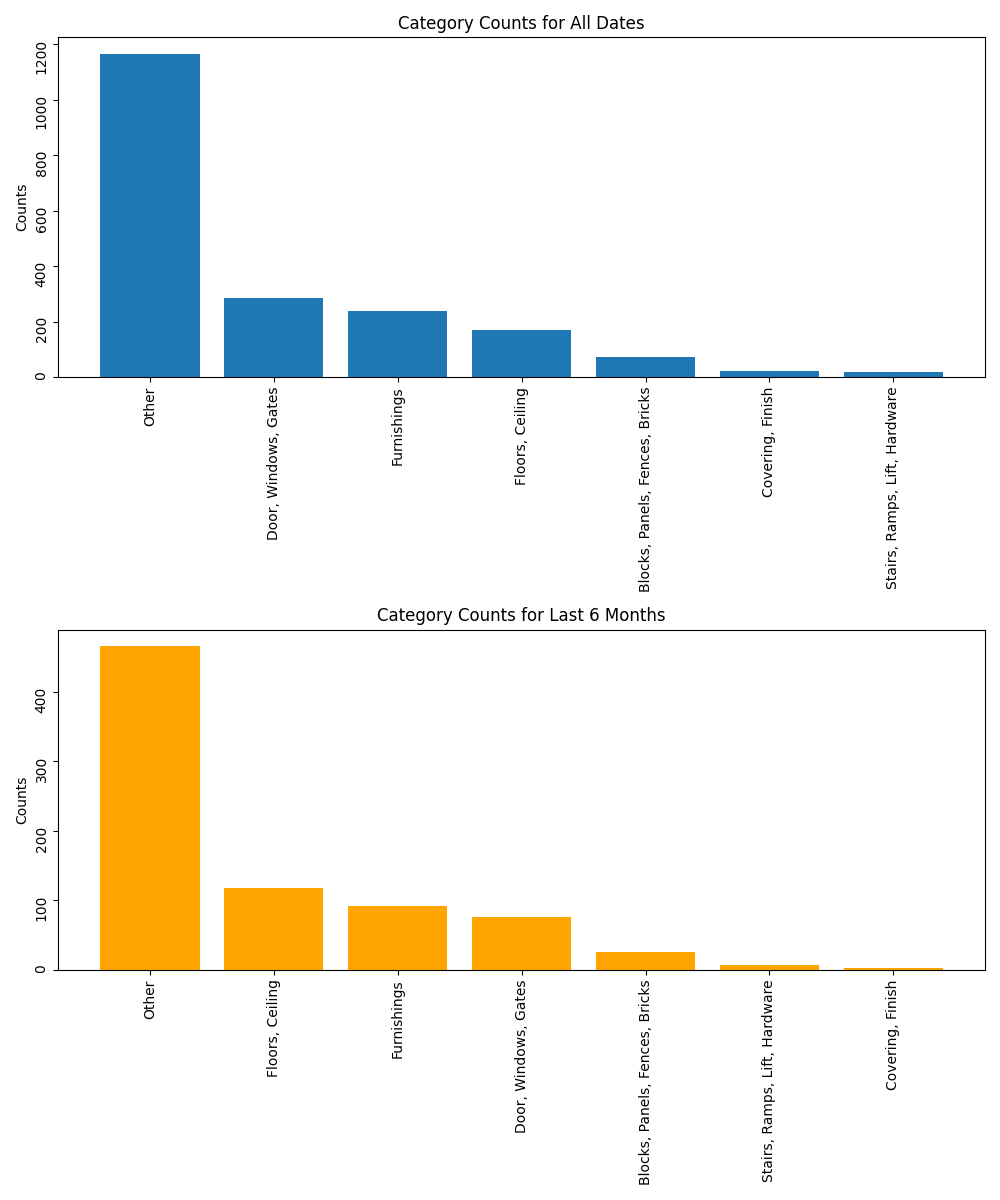 Category Counts for All Dates
Counts
1200
1000
800
600
400
200
0
Other
Door, Windows, Gates
Furnishings
Floors, Ceiling
Blocks, Panels, Fences, Bricks
Covering, Finish
Stairs, Ramps, Lift, Hardware
Category Counts for Last 6 Months
Counts
400
300
200
100
0
Other
Floors, Ceiling
Furnishings
Door, Windows, Gates
Blocks, Panels, Fences, Bricks
Stairs, Ramps, Lift, Hardware
Covering, Finish